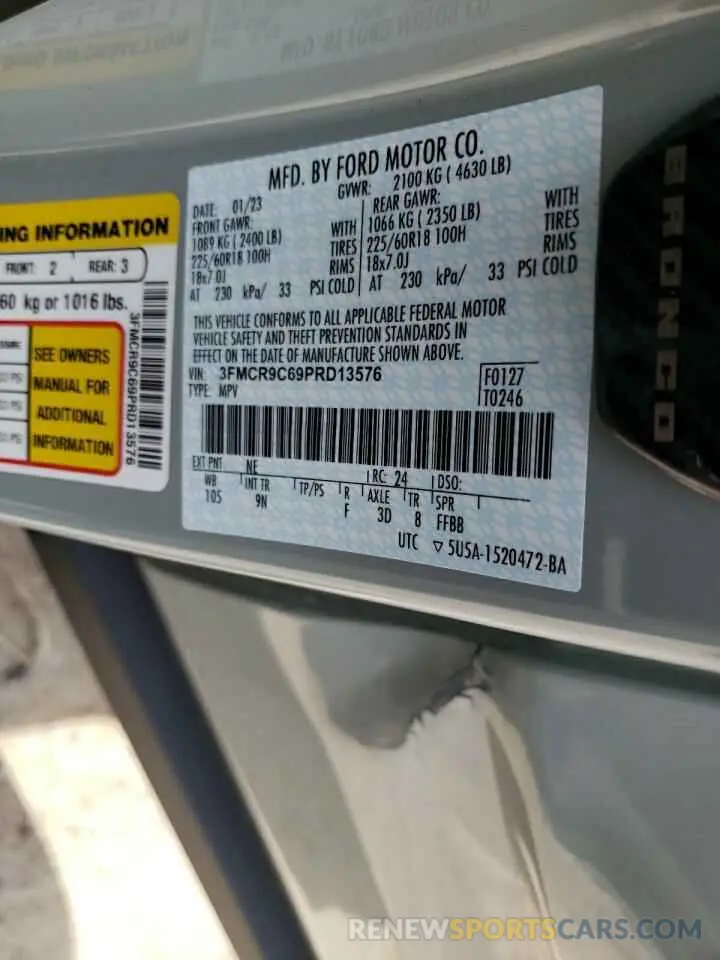 MFD. BY FORD MOTOR CO.
DATE: 01/23
GVWR: 2100 KG ( 4630 LB)
FRONT GAWR:
1089 KG ( 2400 LB) WITH
225/60R18 100H TIRES
18x7.0J RIMS
AT 230 kPa/ 33 PSI COLD
REAR GAWR: WITH
1066 KG ( 2350 LB) TIRES
225/60R18 100H RIMS
18x7.0J
AT 230 kPa/ 33 PSI COLD
THIS VEHICLE CONFORMS TO ALL APPLICABLE FEDERAL MOTOR
VEHICLE SAFETY AND THEFT PREVENTION STANDARDS IN
EFFECT ON THE DATE OF MANUFACTURE SHOWN ABOVE.
VIN: 3FMCR9C69PRD13576
TYPE: MPV
F0127
T0246
EXT PNT: NE RC: 24 DSO:
WB INT TR TP/PS R AXLE TR SPR
105 9N F 3D 8 FFBB
UTC ▽ 5U5A-1520472-BA
ING INFORMATION
FRONT: 2 REAR: 3
60 kg or 1016 lbs.
SEE OWNERS
MANUAL FOR
ADDITIONAL
INFORMATION
3FMCR9C69PRD13576
BRONCO
RENEWSPORTSCARS.COM